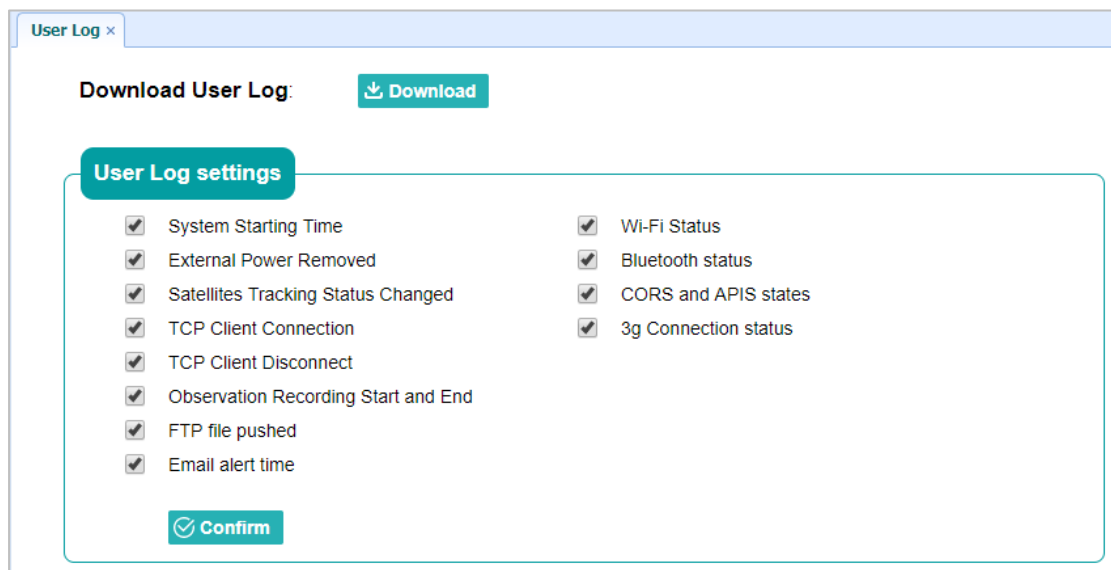 User Log ×
Download User Log:
Download
User Log settings
System Starting Time
External Power Removed
Satellites Tracking Status Changed
TCP Client Connection
TCP Client Disconnect
Observation Recording Start and End
FTP file pushed
Email alert time
Wi-Fi Status
Bluetooth status
CORS and APIS states
3g Connection status
Confirm